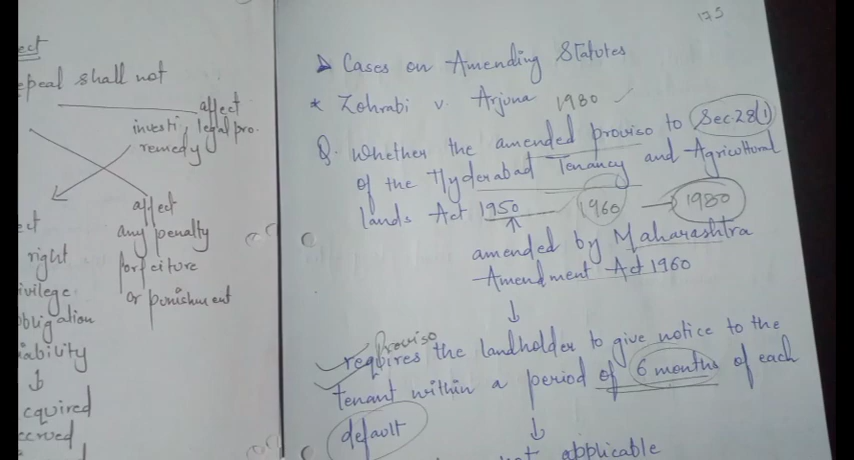 ect
epeal shall not
affect
investi, legal pro.
remedy
affect
any penalty
forfeiture
or punishment
ect
right
ivilege
obligation
iability
↓
cquired
ccrued
175
Cases on Amending Statutes
* Zohrabi v. Arjuna 1980 ✓
Q. Whether the amended proviso to Sec. 28(1)
of the Hyderabad Tenancy and Agricultural
lands Act 1950 1960 → 1980
↑
amended by Maharashtra
Amendment Act 1960
↓
Proviso
requires the landholder to give notice to the
tenant within a period of 6 months of each
default
↓
applicable